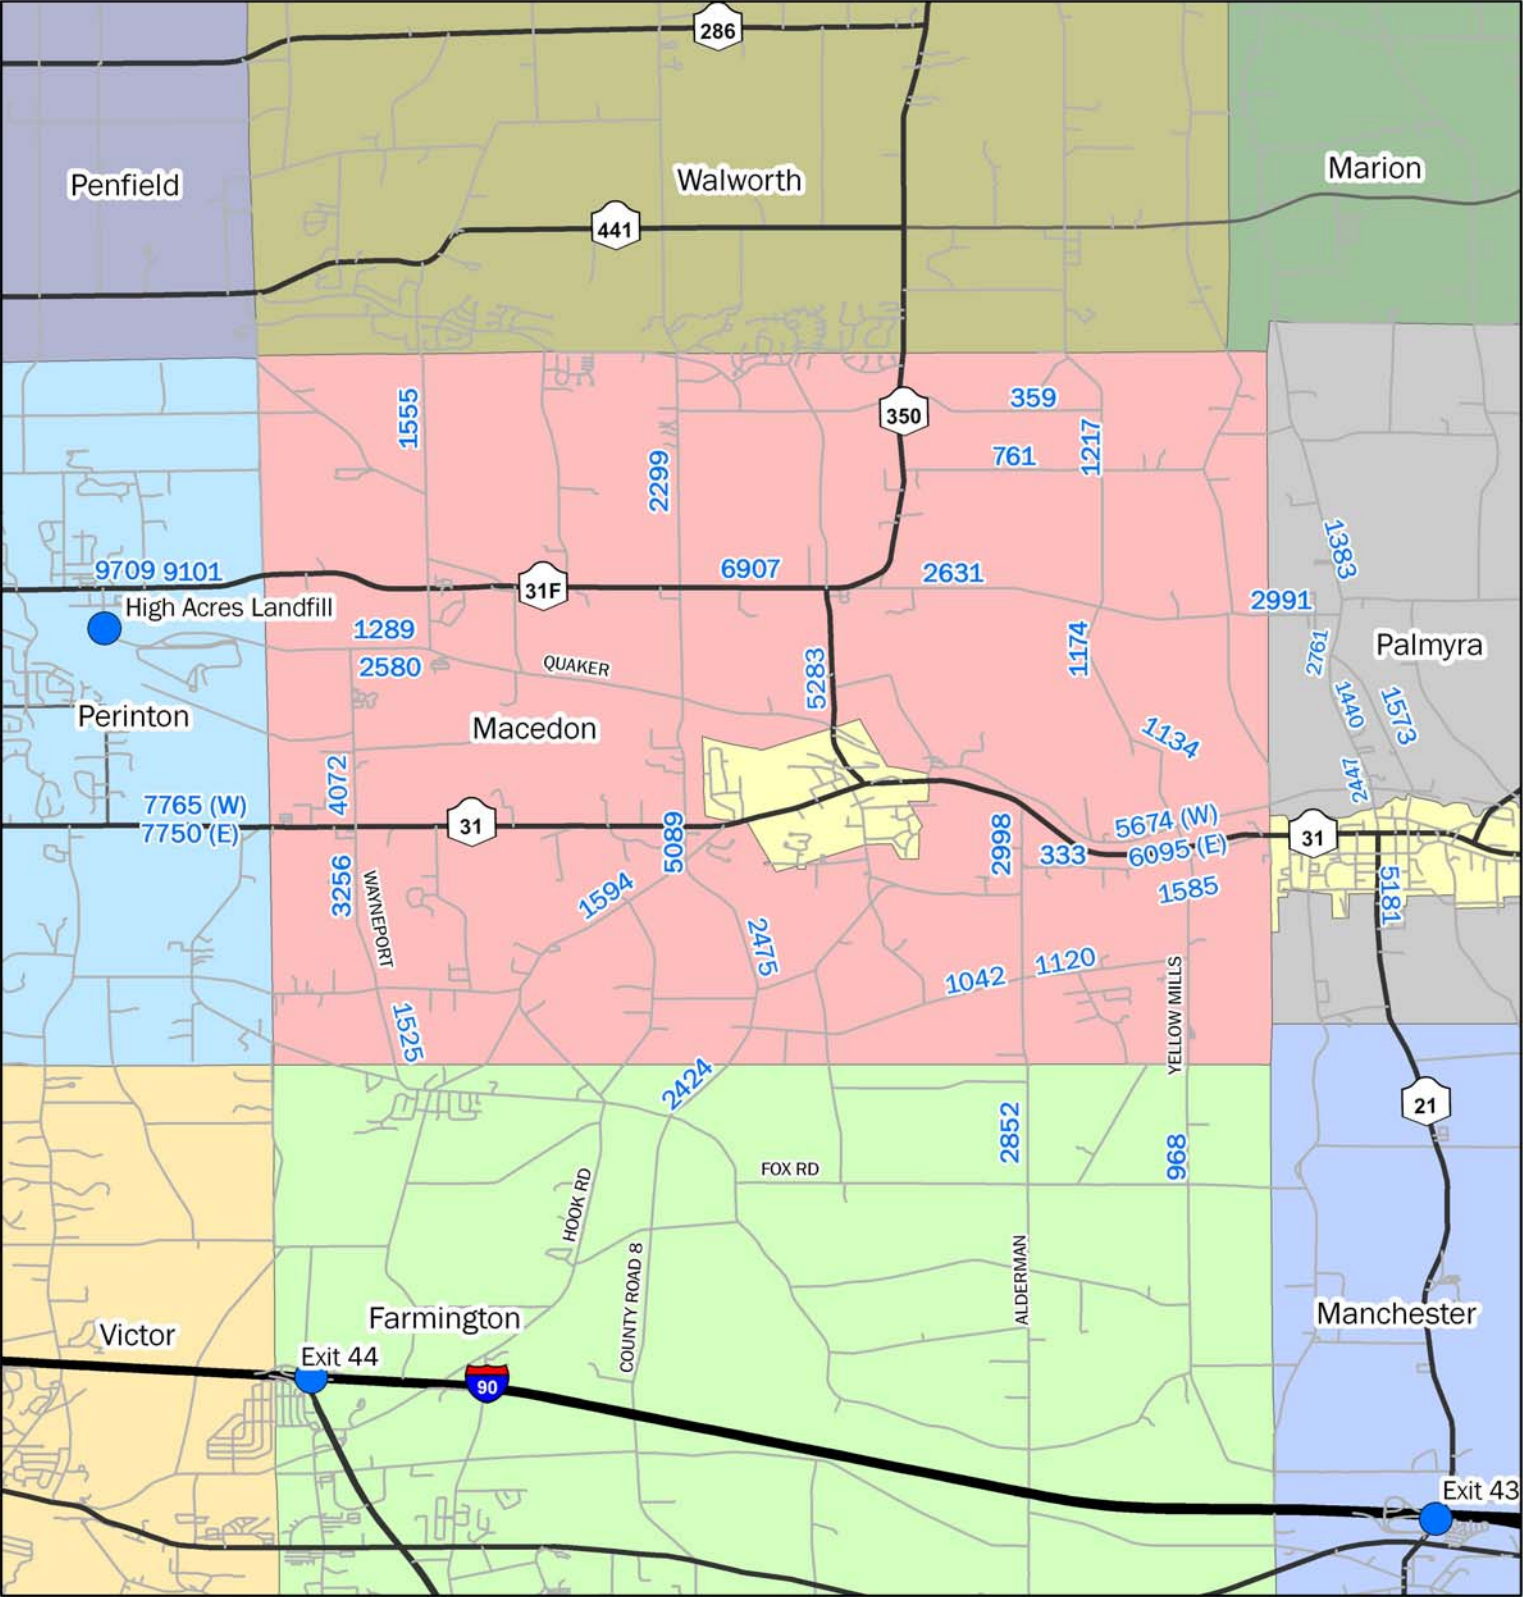 286
Penfield
Walworth
Marion
441
1555
359
350
1217
761
2299
1383
9709 9101
31F
6907
2631
High Acres Landfill
2991
1289
1174
2761
Palmyra
2580
QUAKER
5283
1440
1573
Perinton
Macedon
1134
4072
2447
7765 (W)
7750 (E)
31
5089
2998
5674 (W)
333
6095 (E)
31
3256
WAYNEPORT
1594
1585
5181
2475
1042
1120
YELLOW MILLS
1525
2424
21
2852
968
FOX RD
HOOK RD
COUNTY ROAD 8
ALDERMAN
Victor
Farmington
Manchester
Exit 44
90
Exit 43